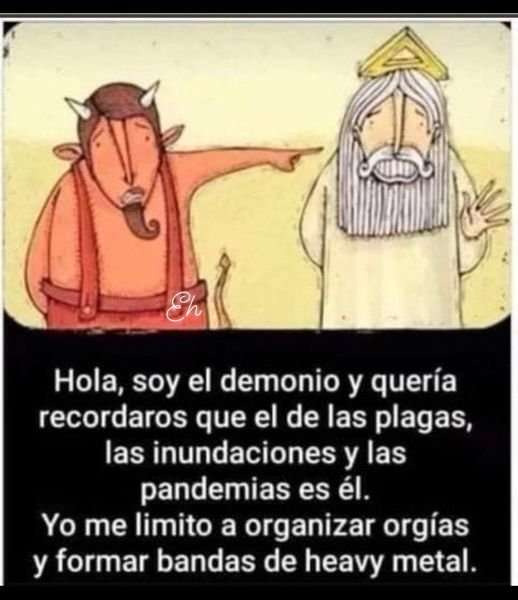 Eh
Hola, soy el demonio y quería
recordaros que el de las plagas,
las inundaciones y las
pandemias es él.
Yo me limito a organizar orgías
y formar bandas de heavy metal.